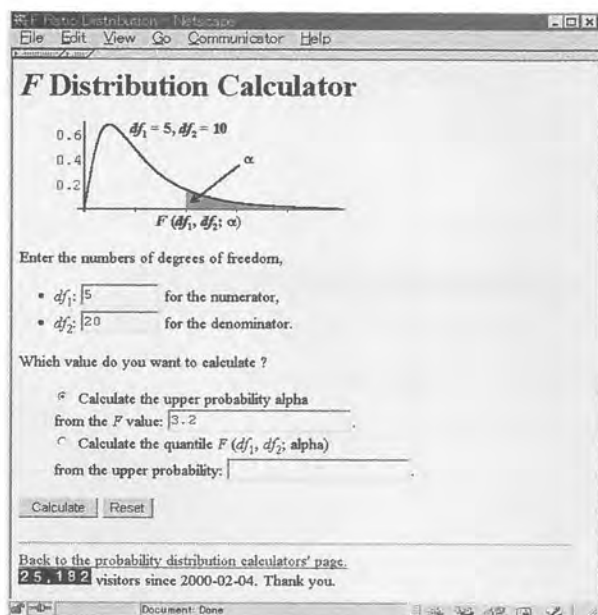 F Ratio Distribution - Netscape
File Edit View Go Communicator Help
F Distribution Calculator
df₁ = 5, df₂ = 10
0.6
0.4
0.2
α
F (df₁, df₂; α)
Enter the numbers of degrees of freedom,
• df₁: 5 for the numerator,
• df₂: 20 for the denominator.
Which value do you want to calculate ?
Calculate the upper probability alpha
from the F value: 3.2 .
Calculate the quantile F (df₁, df₂; alpha)
from the upper probability: .
Calculate Reset
Back to the probability distribution calculators' page.
25,182 visitors since 2000-02-04. Thank you.
Document: Done